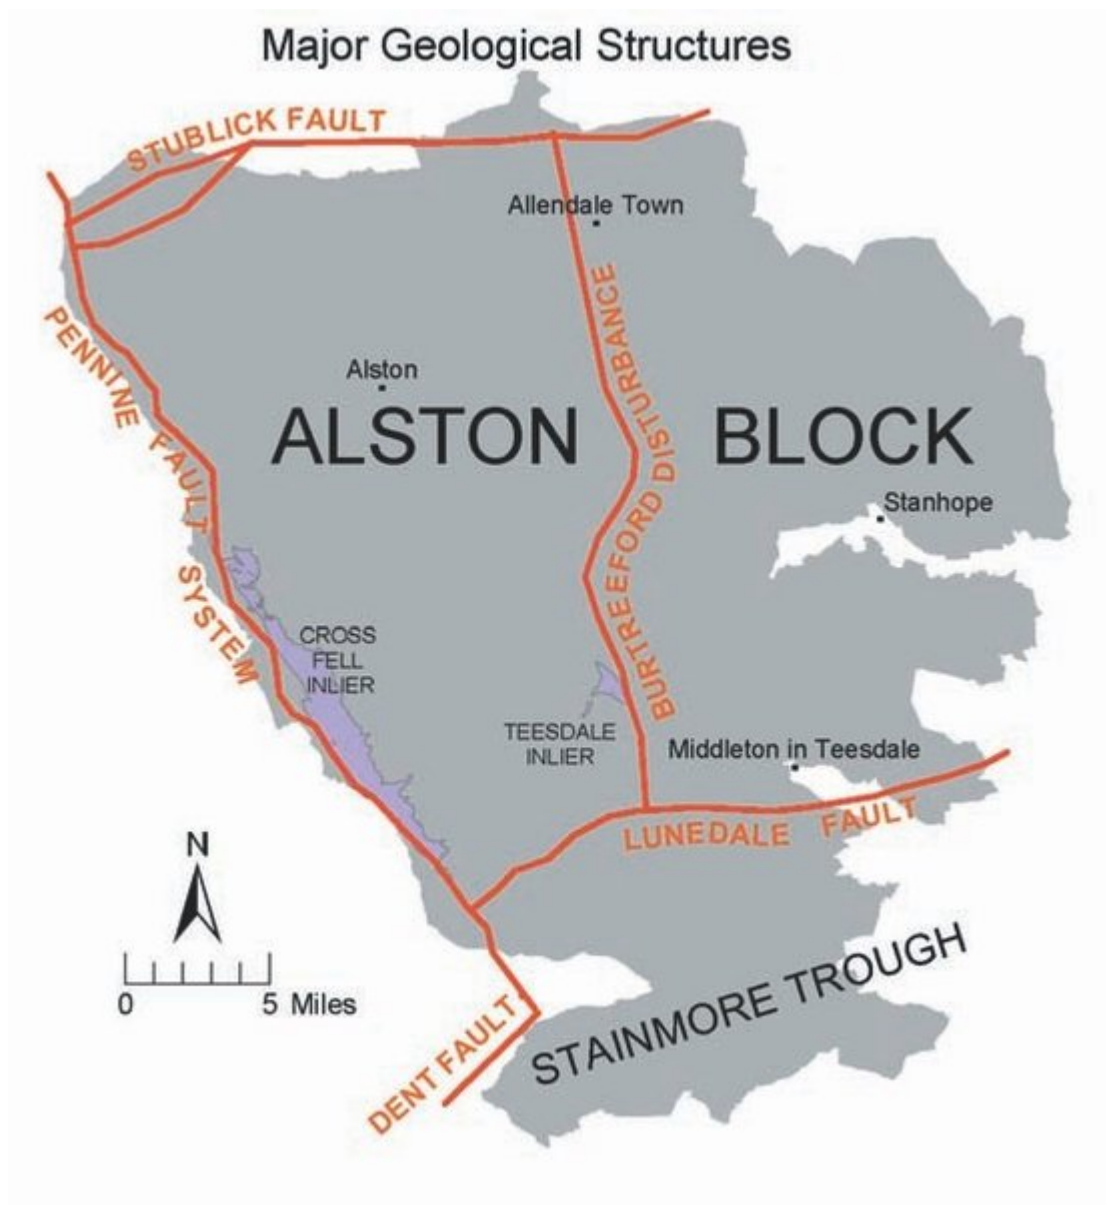 Major Geological Structures
STUBLICK FAULT
Allendale Town
PENNINE FAULT SYSTEM
BURTREEFORD DISTURBANCE
Alston
ALSTON BLOCK
Stanhope
CROSS
FELL
INLIER
TEESDALE
INLIER
Middleton in Teesdale
LUNEDALE FAULT
N
0 5 Miles
STAINMORE TROUGH
DENT FAULT